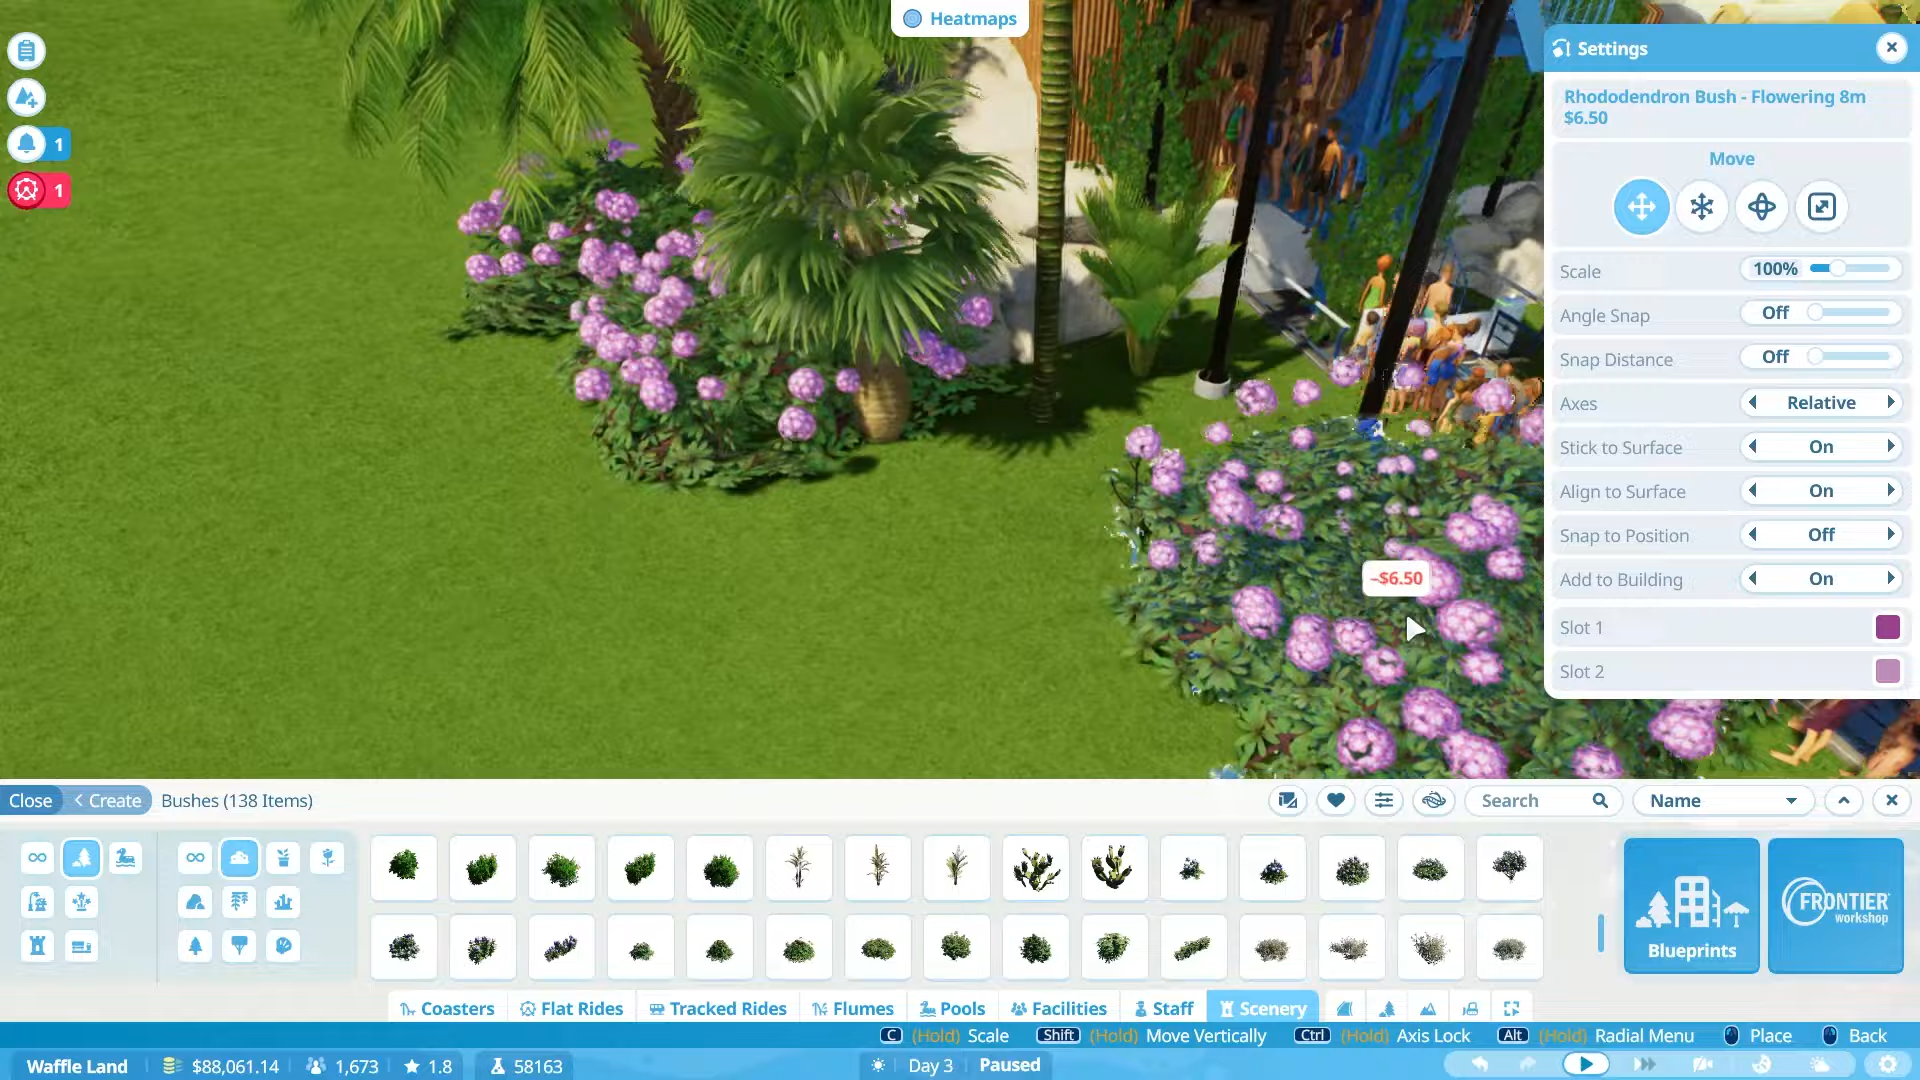 Heatmaps
1
1
Settings
Rhododendron Bush - Flowering 8m
$6.50
Move
Scale 100%
Angle Snap Off
Snap Distance Off
Axes Relative
Stick to Surface On
Align to Surface On
Snap to Position Off
Add to Building On
Slot 1
Slot 2
-$6.50
Close Create Bushes (138 Items) Search Name
Blueprints FRONTIER workshop
Coasters Flat Rides Tracked Rides Flumes Pools Facilities Staff Scenery
C (Hold) Scale Shift (Hold) Move Vertically Ctrl (Hold) Axis Lock Alt (Hold) Radial Menu Place Back
Waffle Land $88,061.14 1,673 1.8 58163 Day 3 Paused